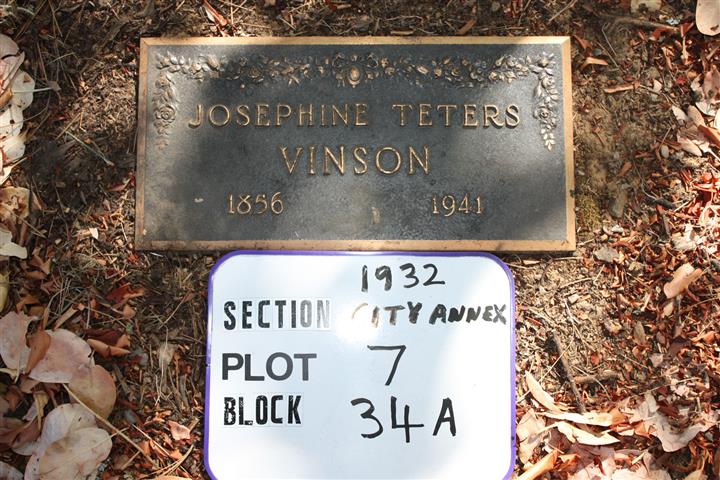 JOSEPHINE TETERS
VINSON
1856 1941
1932
SECTION CITY ANNEX
PLOT 7
BLOCK 34A